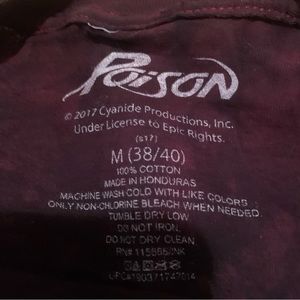 POISON
© 2017 Cyanide Productions, Inc.
Under License to Epic Rights.
(s17)
M (38/40)
100% COTTON
MADE IN HONDURAS
MACHINE WASH COLD WITH LIKE COLORS
ONLY NON-CHLORINE BLEACH WHEN NEEDED
TUMBLE DRY LOW
DO NOT IRON
DO NOT DRY CLEAN